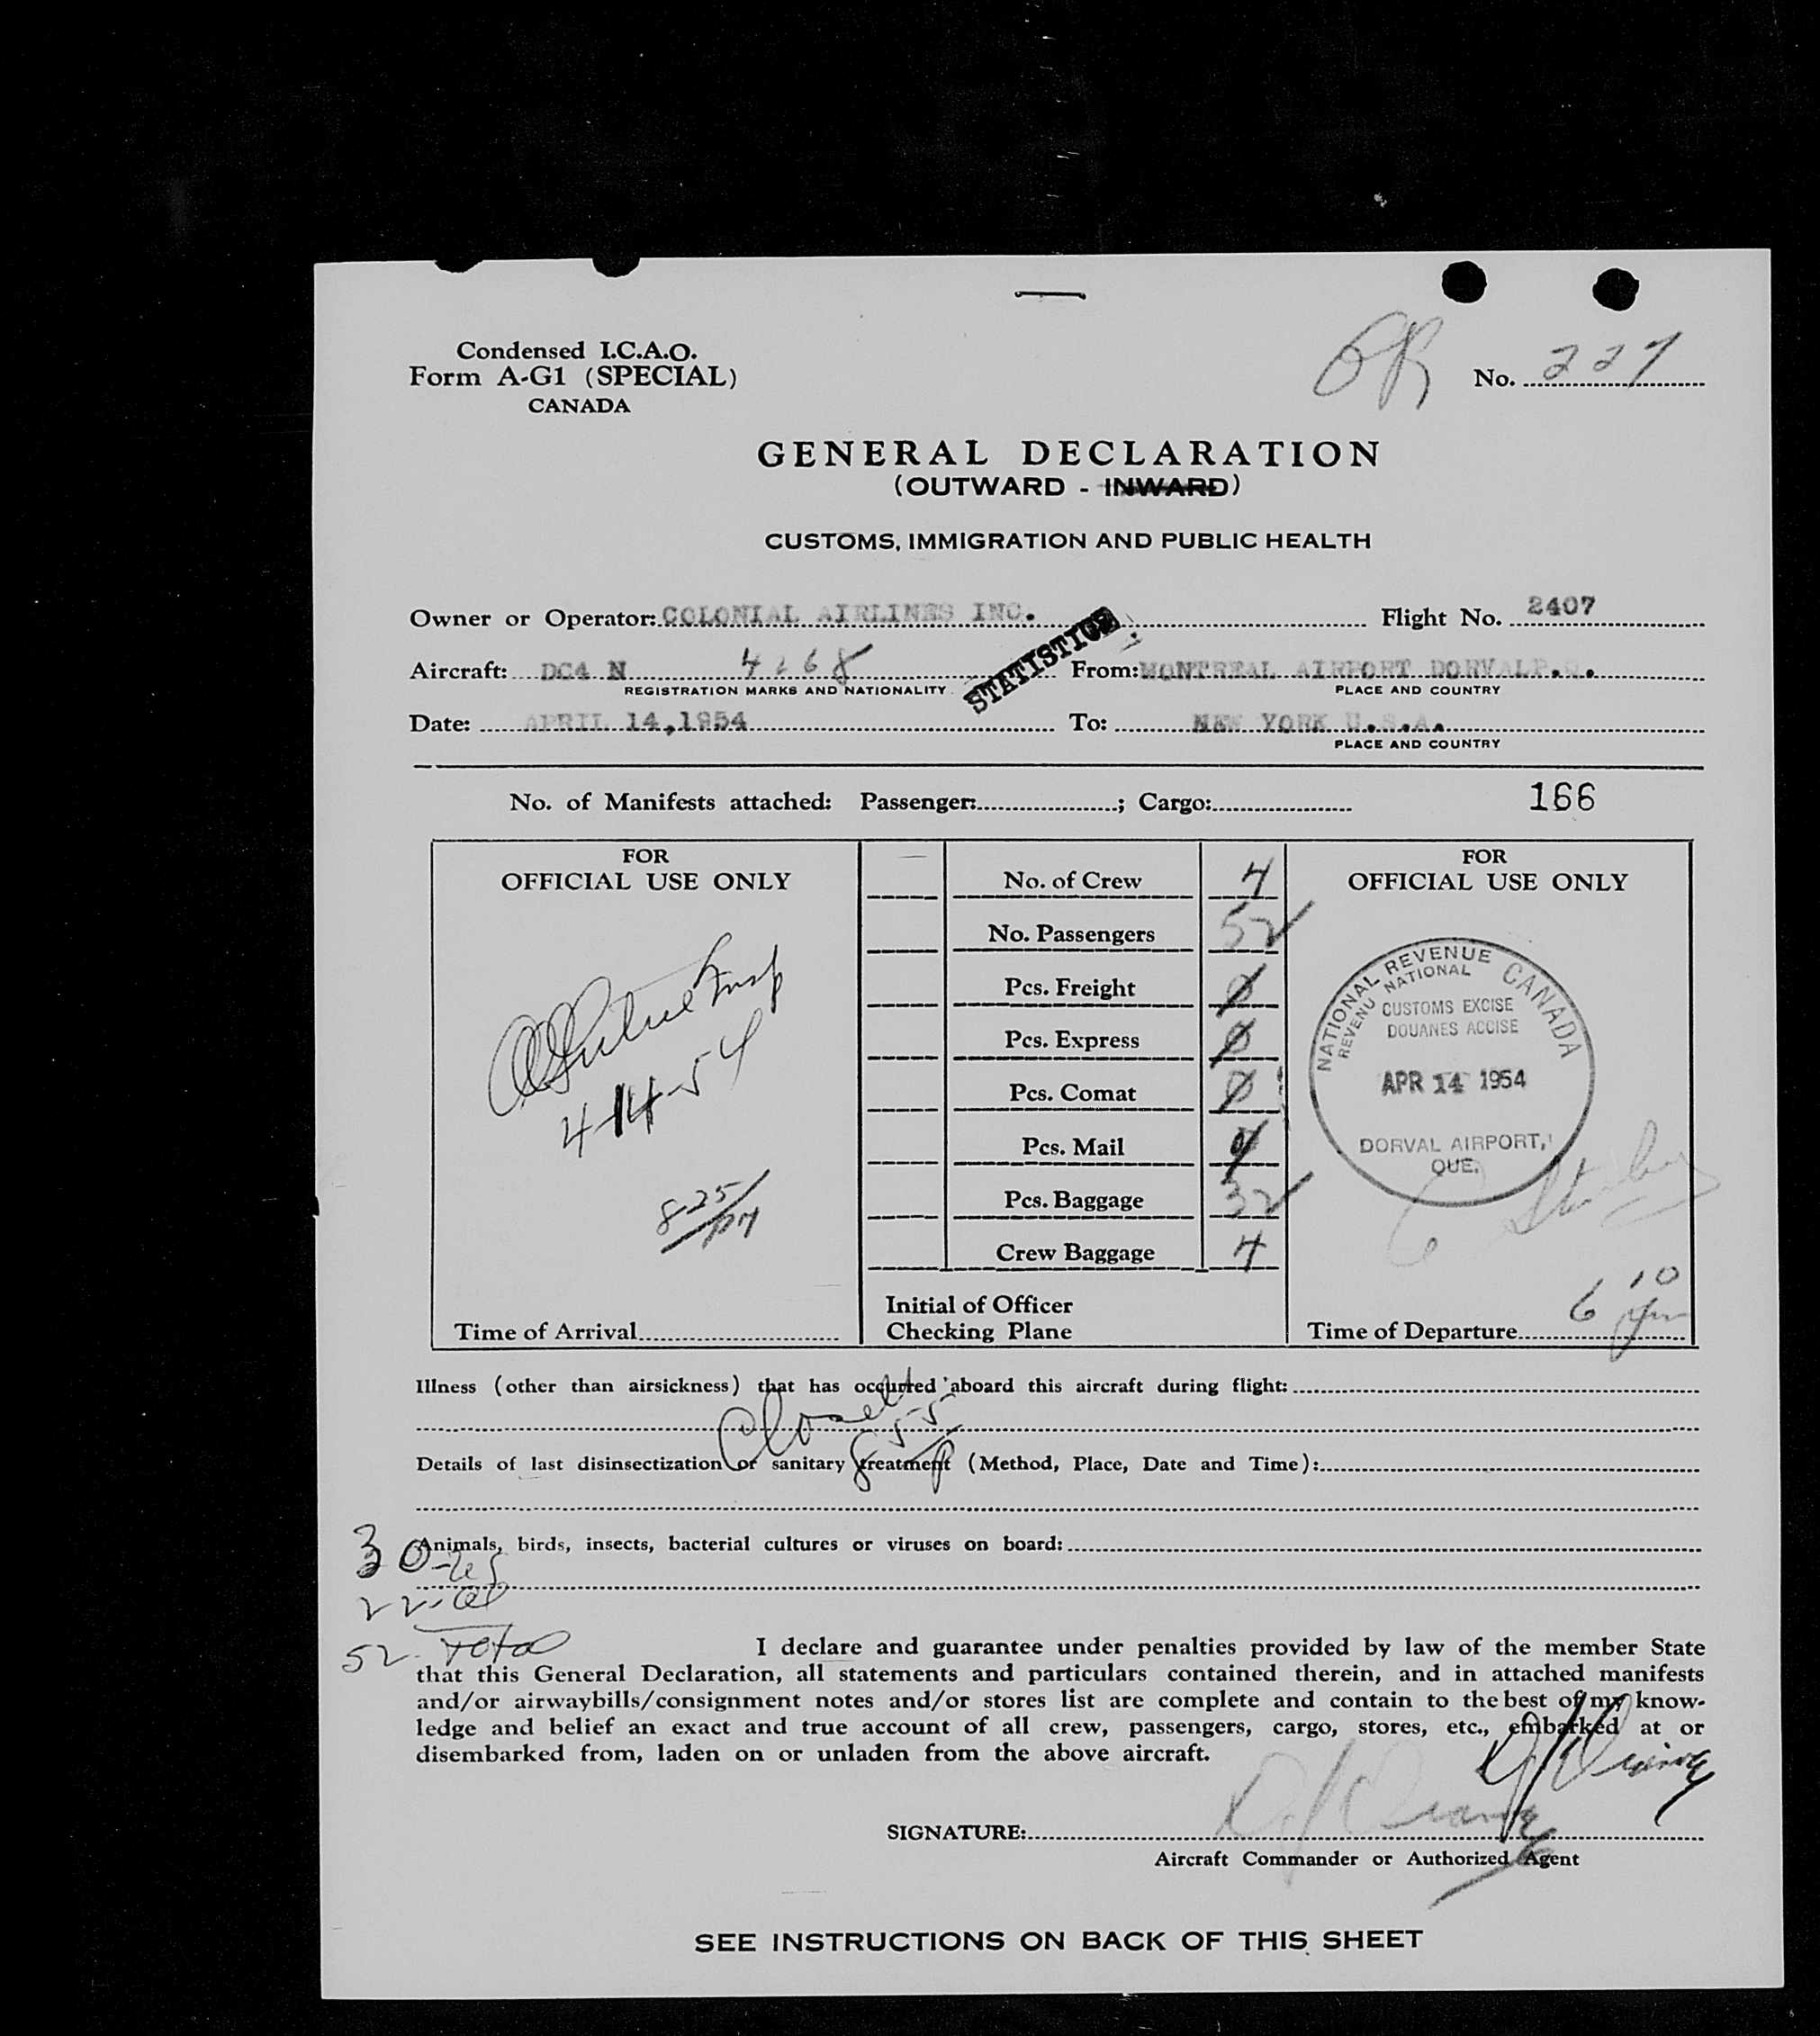 Condensed I.C.A.O.
Form A-G1 (SPECIAL)
CANADA
OK
No. 227
GENERAL DECLARATION
(OUTWARD - INWARD)
CUSTOMS, IMMIGRATION AND PUBLIC HEALTH
Owner or Operator: COLONIAL AIRLINES INC.
Flight No. 2407
STATISTICS
Aircraft: DC4 N 4268
REGISTRATION MARKS AND NATIONALITY
From: MONTREAL AIRPORT DORVAL P.Q.
PLACE AND COUNTRY
Date: APRIL 14,1954
To: NEW YORK U.S.A.
PLACE AND COUNTRY
No. of Manifests attached: Passenger: ; Cargo:
166
FOR
OFFICIAL USE ONLY
Insp
4-14-54
825/PM
Time of Arrival
No. of Crew 4
No. Passengers 52
Pcs. Freight 0
Pcs. Express 0
Pcs. Comat 0
Pcs. Mail
Pcs. Baggage 32
Crew Baggage 4
Initial of Officer
Checking Plane
FOR
OFFICIAL USE ONLY
NATIONAL REVENUE CANADA
REVENU NATIONAL
CUSTOMS EXCISE
DOUANES ACCISE
APR 14 1954
DORVAL AIRPORT,
QUE.
Time of Departure 6 10 pm
Illness (other than airsickness) that has occurred aboard this aircraft during flight:
Closed
855/P
Details of last disinsectization or sanitary treatment (Method, Place, Date and Time):
Animals, birds, insects, bacterial cultures or viruses on board:
30-us
22-al
52. Total
I declare and guarantee under penalties provided by law of the member State
that this General Declaration, all statements and particulars contained therein, and in attached manifests
and/or airwaybills/consignment notes and/or stores list are complete and contain to the best of my know-
ledge and belief an exact and true account of all crew, passengers, cargo, stores, etc., embarked at or
disembarked from, laden on or unladen from the above aircraft.
SIGNATURE:
Aircraft Commander or Authorized Agent
SEE INSTRUCTIONS ON BACK OF THIS SHEET